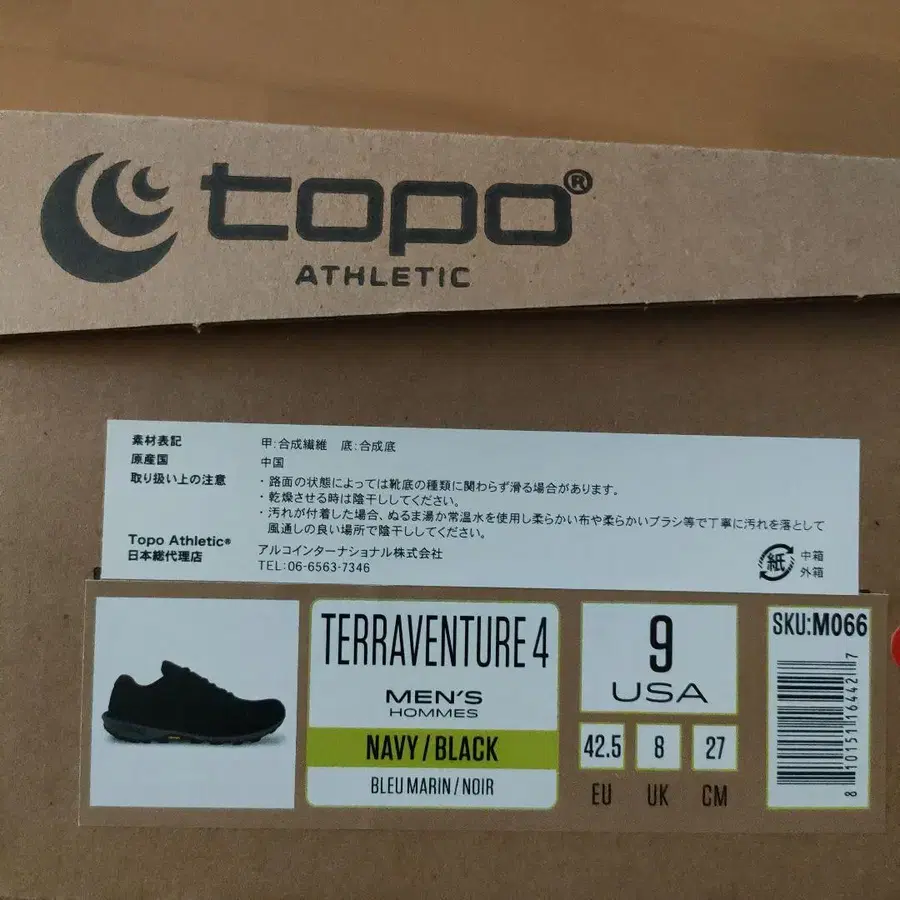 topo®
ATHLETIC
素材表記 甲:合成繊維 底:合成底
原産国 中国
取り扱い上の注意 ・路面の状態によっては靴底の種類に関わらず滑る場合があります。
・乾燥させる時は陰干ししてください。
・汚れが付着した場合、ぬるま湯か常温水を使用し柔らかい布や柔らかいブラシ等で丁寧に汚れを落として
風通しの良い場所で陰干ししてください。
Topo Athletic® アルコインターナショナル株式会社
日本総代理店 TEL:06-6563-7346
紙 中箱
外箱
TERRAVENTURE 4
MEN'S
HOMMES
NAVY/BLACK
BLEU MARIN/NOIR
9
USA
42.5 8 27
EU UK CM
SKU:M066
8 10151 16442 7